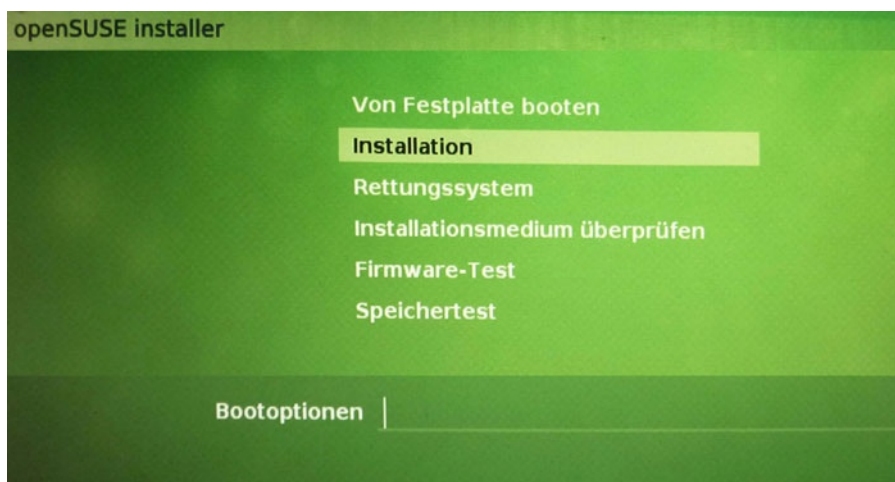 openSUSE installer
Von Festplatte booten
Installation
Rettungssystem
Installationsmedium überprüfen
Firmware-Test
Speichertest
Bootoptionen